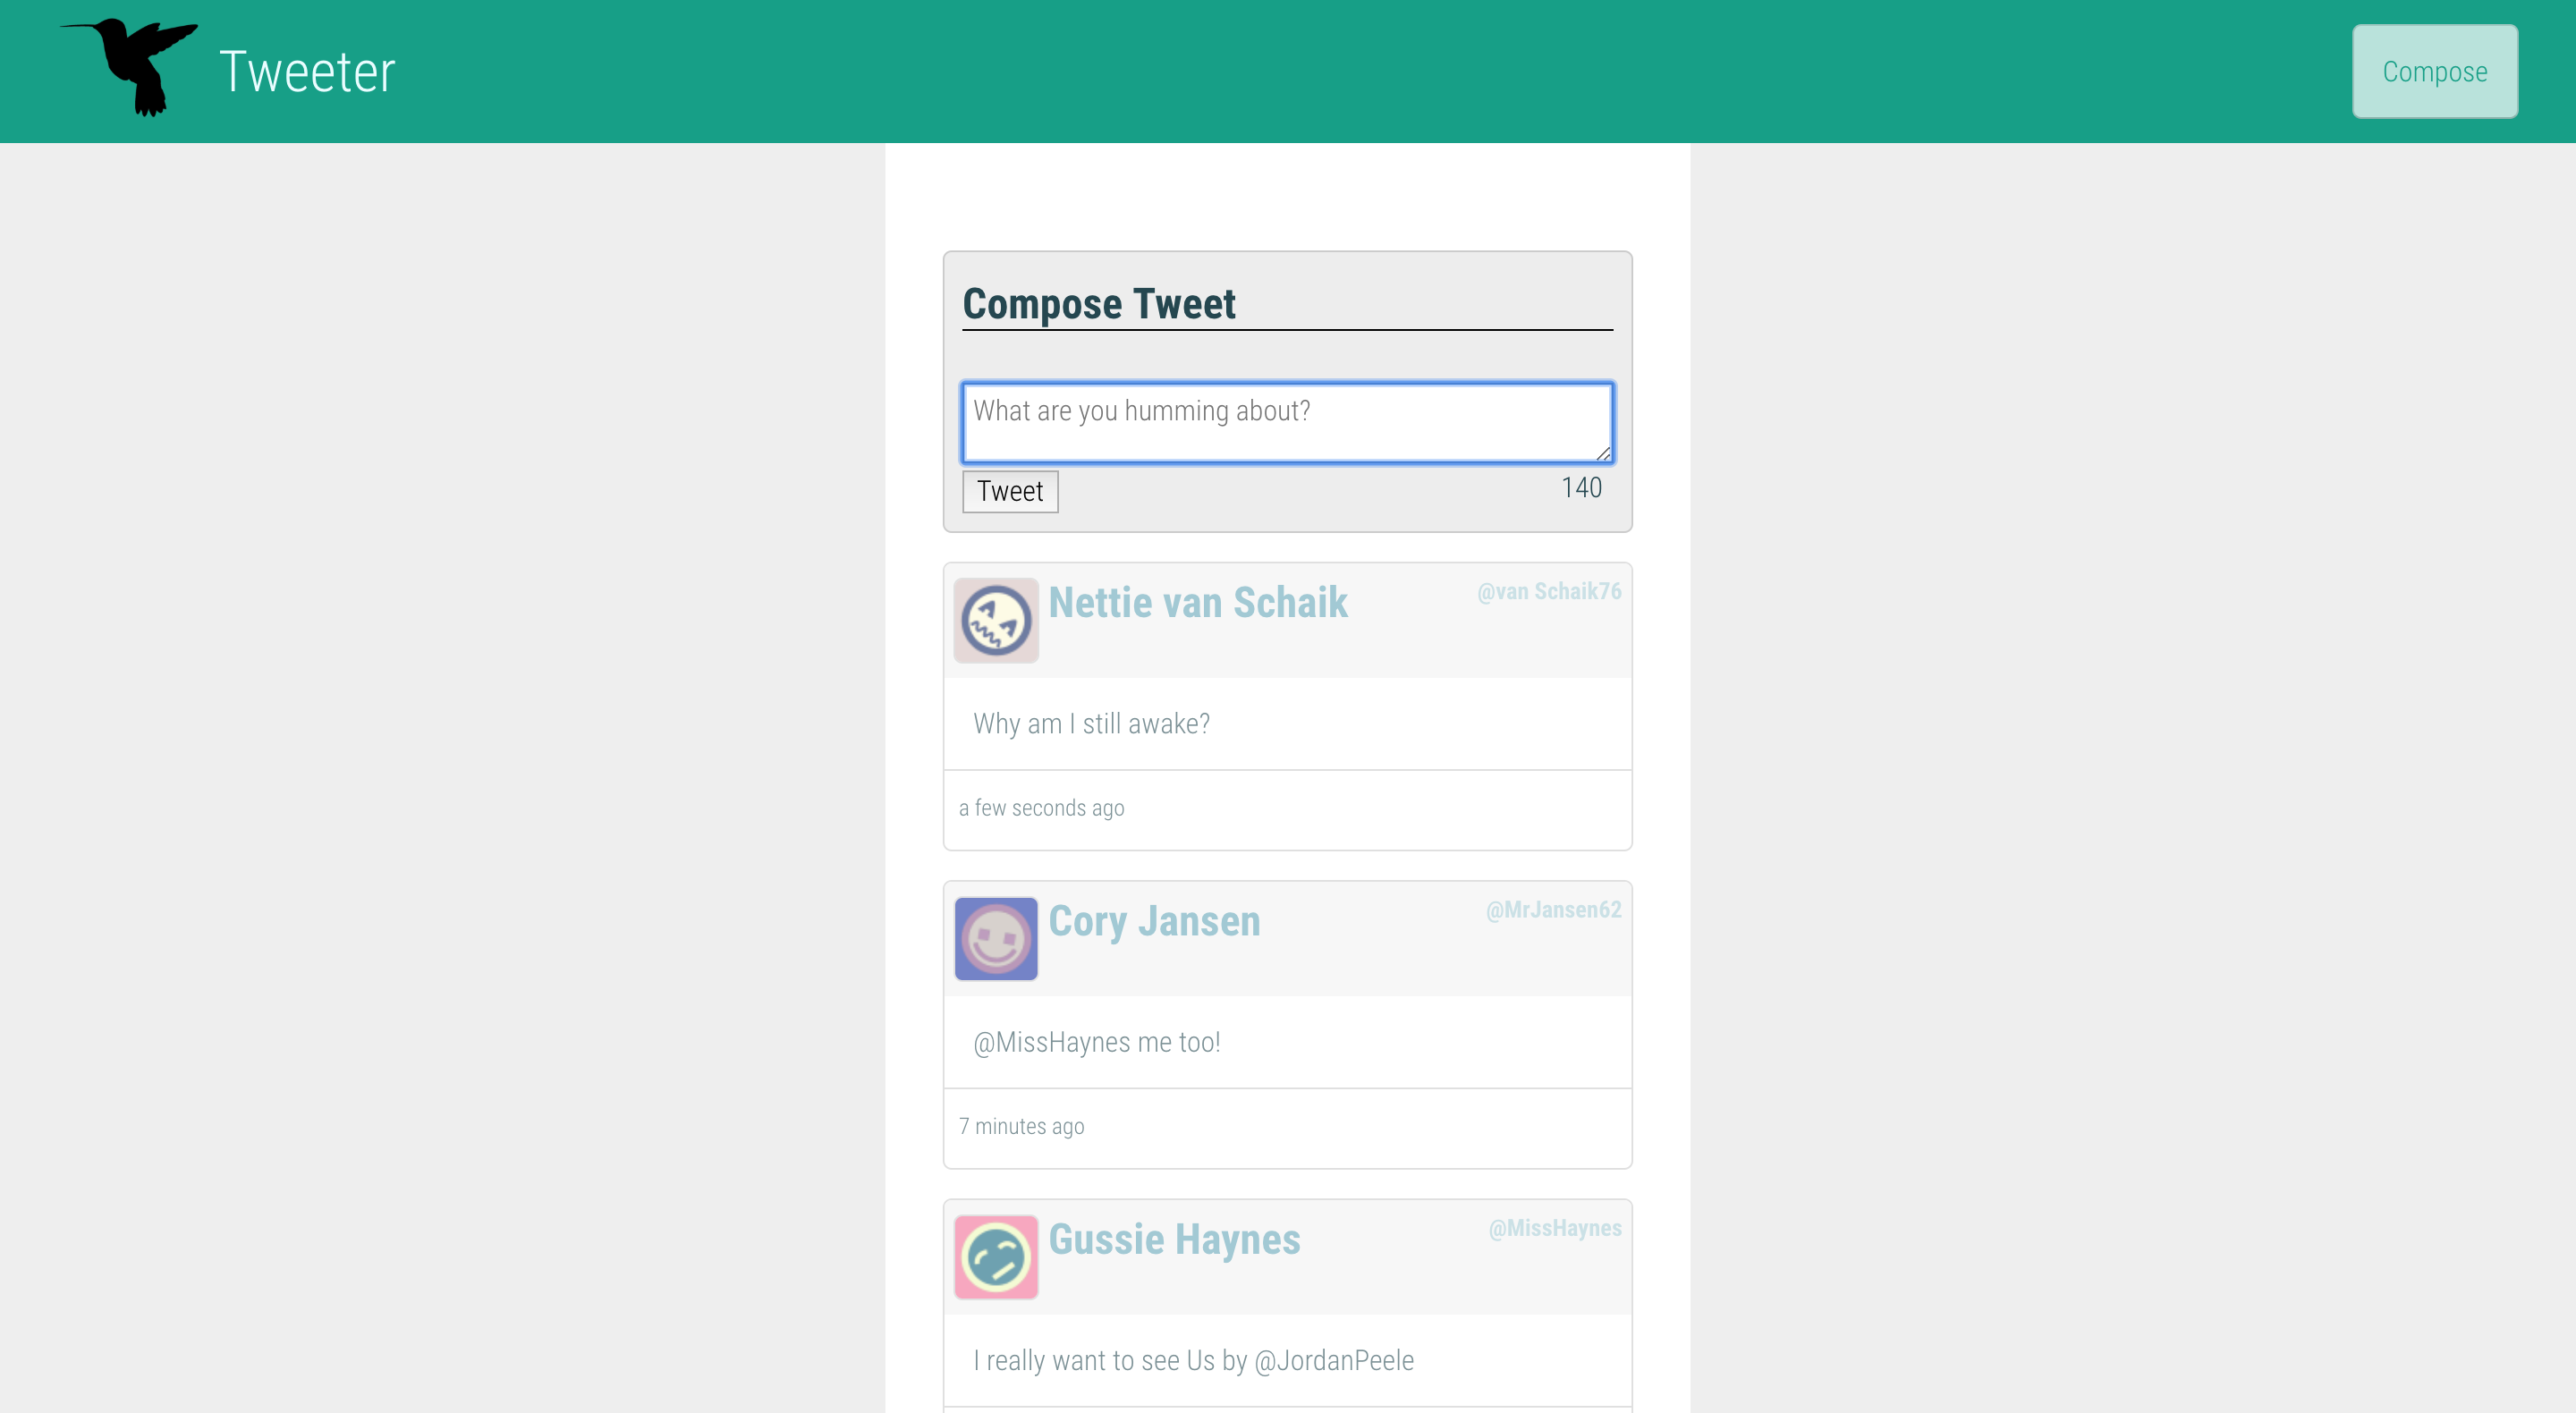 Tweeter
Compose
Compose Tweet
What are you humming about?
Tweet
140
Nettie van Schaik
@van Schaik76
Why am I still awake?
a few seconds ago
Cory Jansen
@MrJansen62
@MissHaynes me too!
7 minutes ago
Gussie Haynes
@MissHaynes
I really want to see Us by @JordanPeele